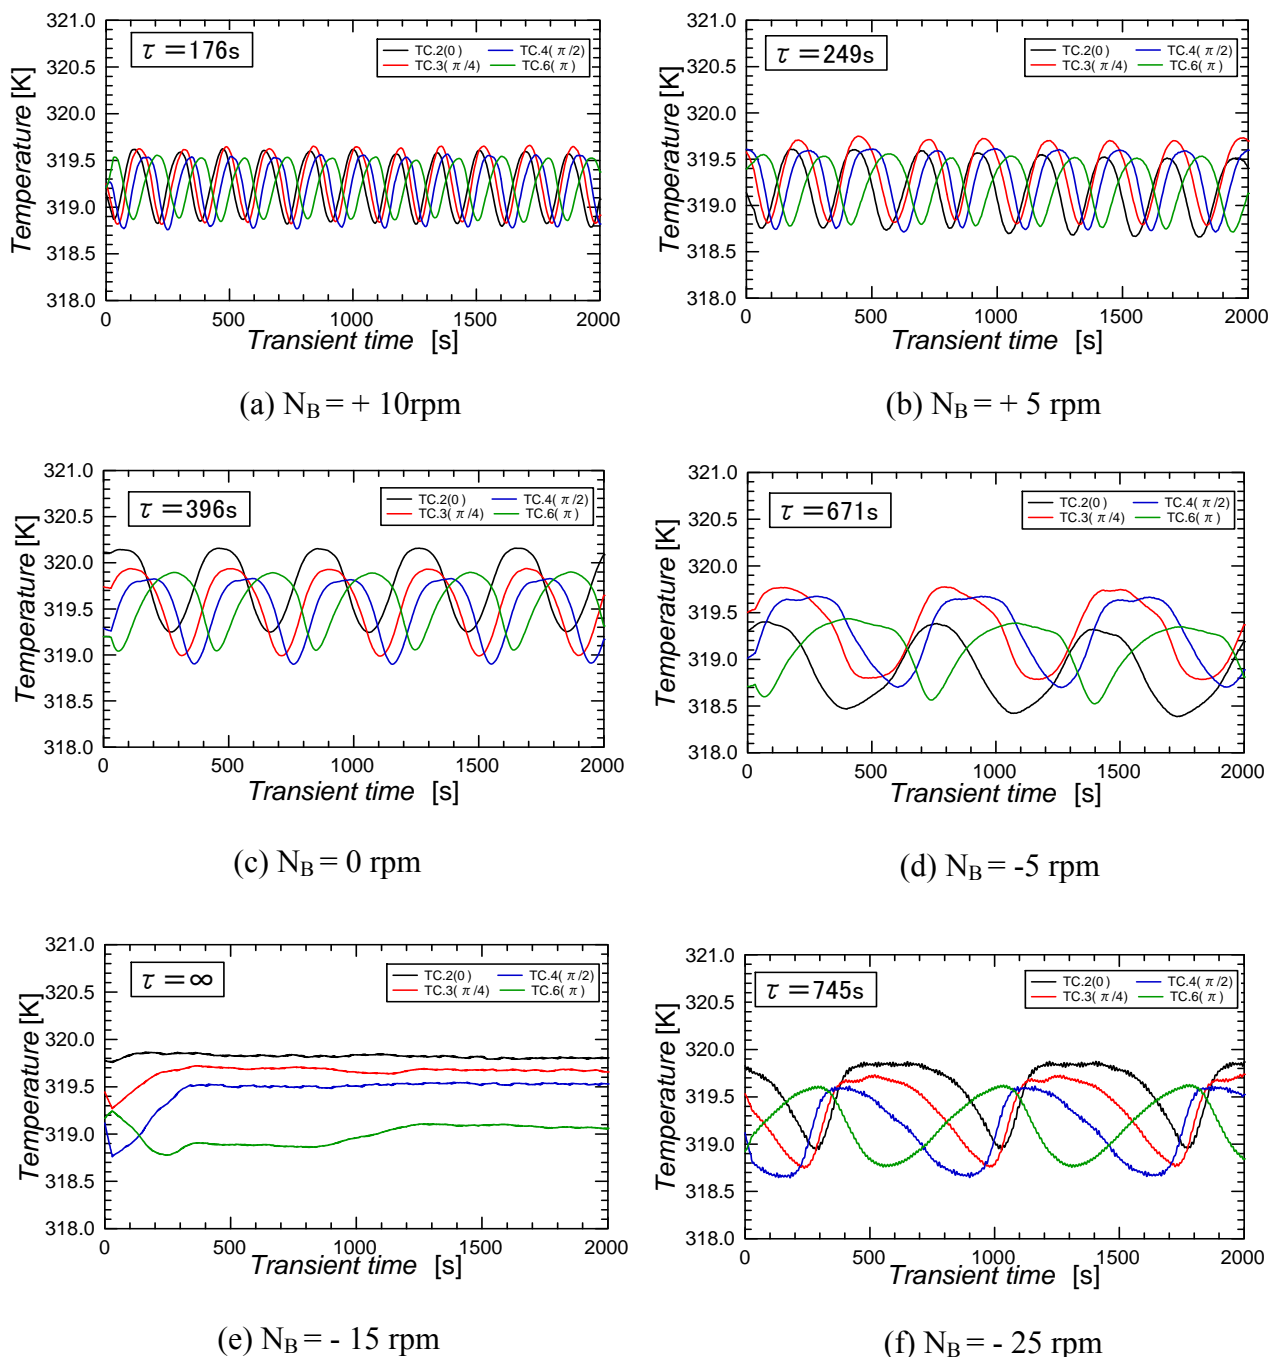 321.0
320.5
320.0
319.5
319.0
318.5
318.0
Temperature [K]
τ =176s
TC.2(0) TC.4(π/2)
TC.3(π/4) TC.6(π)
0 500 1000 1500 2000
Transient time [s]
(a) N_B = + 10rpm
321.0
320.5
320.0
319.5
319.0
318.5
318.0
Temperature [K]
τ =249s
TC.2(0) TC.4(π/2)
TC.3(π/4) TC.6(π)
0 500 1000 1500 2000
Transient time [s]
(b) N_B = + 5 rpm
321.0
320.5
320.0
319.5
319.0
318.5
318.0
Temperature [K]
τ =396s
TC.2(0) TC.4(π/2)
TC.3(π/4) TC.6(π)
0 500 1000 1500 2000
Transient time [s]
(c) N_B = 0 rpm
321.0
320.5
320.0
319.5
319.0
318.5
318.0
Temperature [K]
τ =671s
TC.2(0) TC.4(π/2)
TC.3(π/4) TC.6(π)
0 500 1000 1500 2000
Transient time [s]
(d) N_B = -5 rpm
321.0
320.5
320.0
319.5
319.0
318.5
318.0
Temperature [K]
τ =∞
TC.2(0) TC.4(π/2)
TC.3(π/4) TC.6(π)
0 500 1000 1500 2000
Transient time [s]
(e) N_B = - 15 rpm
321.0
320.5
320.0
319.5
319.0
318.5
318.0
Temperature [K]
τ =745s
TC.2(0) TC.4(π/2)
TC.3(π/4) TC.6(π)
0 500 1000 1500 2000
Transient time [s]
(f) N_B = - 25 rpm